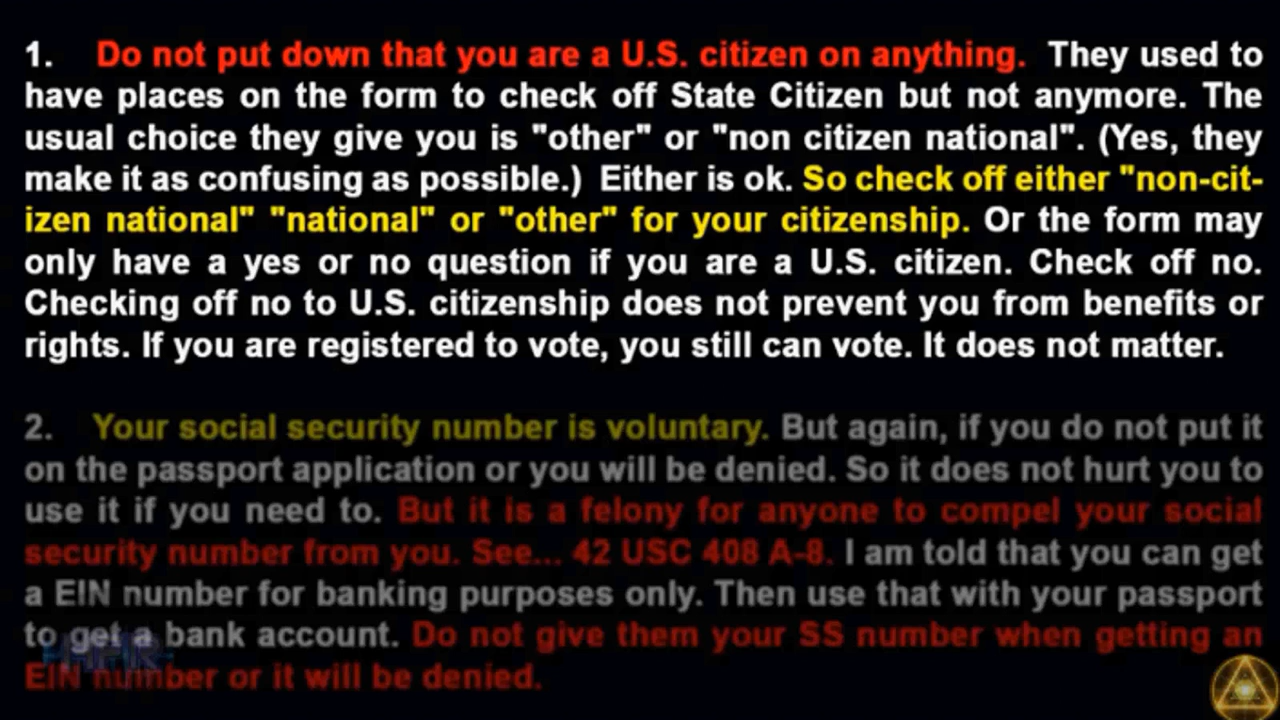 1. Do not put down that you are a U.S. citizen on anything. They used to
have places on the form to check off State Citizen but not anymore. The
usual choice they give you is "other" or "non citizen national". (Yes, they
make it as confusing as possible.) Either is ok. So check off either "non-cit-
izen national" "national" or "other" for your citizenship. Or the form may
only have a yes or no question if you are a U.S. citizen. Check off no.
Checking off no to U.S. citizenship does not prevent you from benefits or
rights. If you are registered to vote, you still can vote. It does not matter.
2. Your social security number is voluntary. But again, if you do not put it
on the passport application or you will be denied. So it does not hurt you to
use it if you need to. But it is a felony for anyone to compel your social
security number from you. See... 42 USC 408 A-8. I am told that you can get
a EIN number for banking purposes only. Then use that with your passport
to get a bank account. Do not give them your SS number when getting an
EIN number or it will be denied.